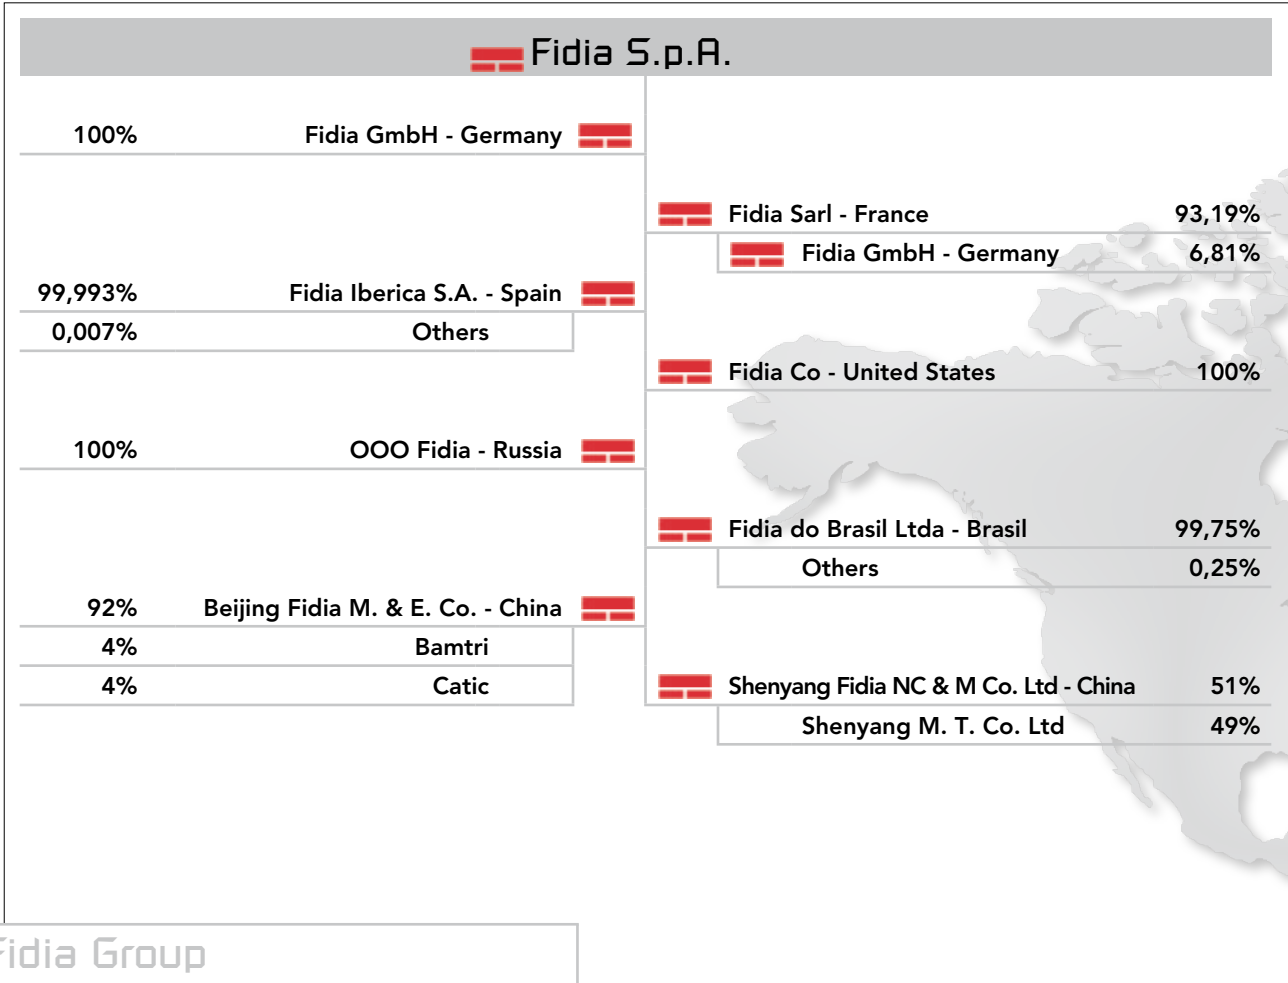 Fidia S.p.A.
100% Fidia GmbH - Germany
Fidia Sarl - France 93,19%
Fidia GmbH - Germany 6,81%
99,993% Fidia Iberica S.A. - Spain
0,007% Others
Fidia Co - United States 100%
100% OOO Fidia - Russia
Fidia do Brasil Ltda - Brasil 99,75%
Others 0,25%
92% Beijing Fidia M. & E. Co. - China
4% Bamtri
4% Catic
Shenyang Fidia NC & M Co. Ltd - China 51%
Shenyang M. T. Co. Ltd 49%
Fidia Group